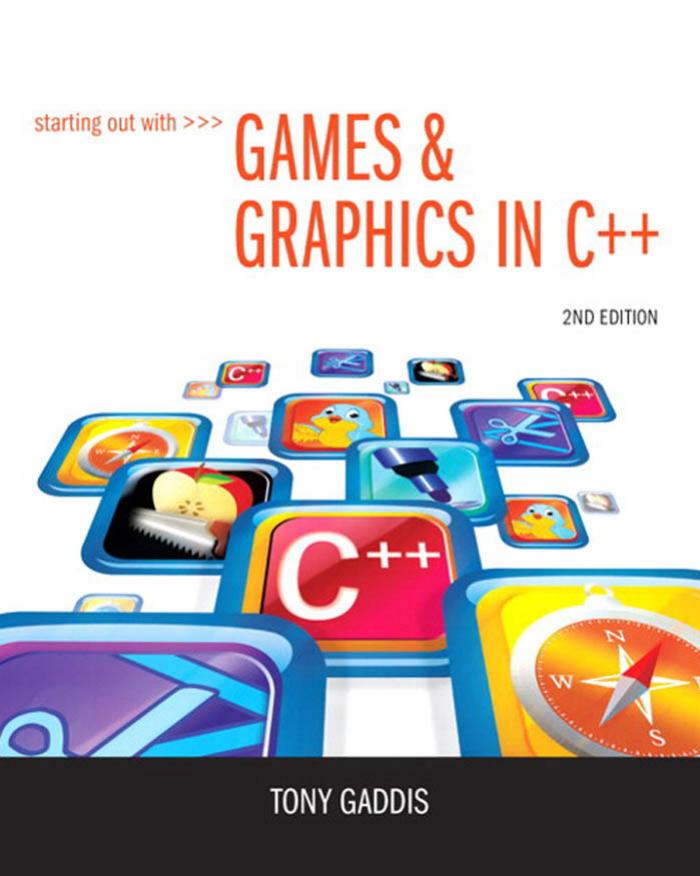 starting out with >>>
GAMES &
GRAPHICS IN C++
2ND EDITION
C++
C++
N
W
E
S
C++
N
W
S
TONY GADDIS